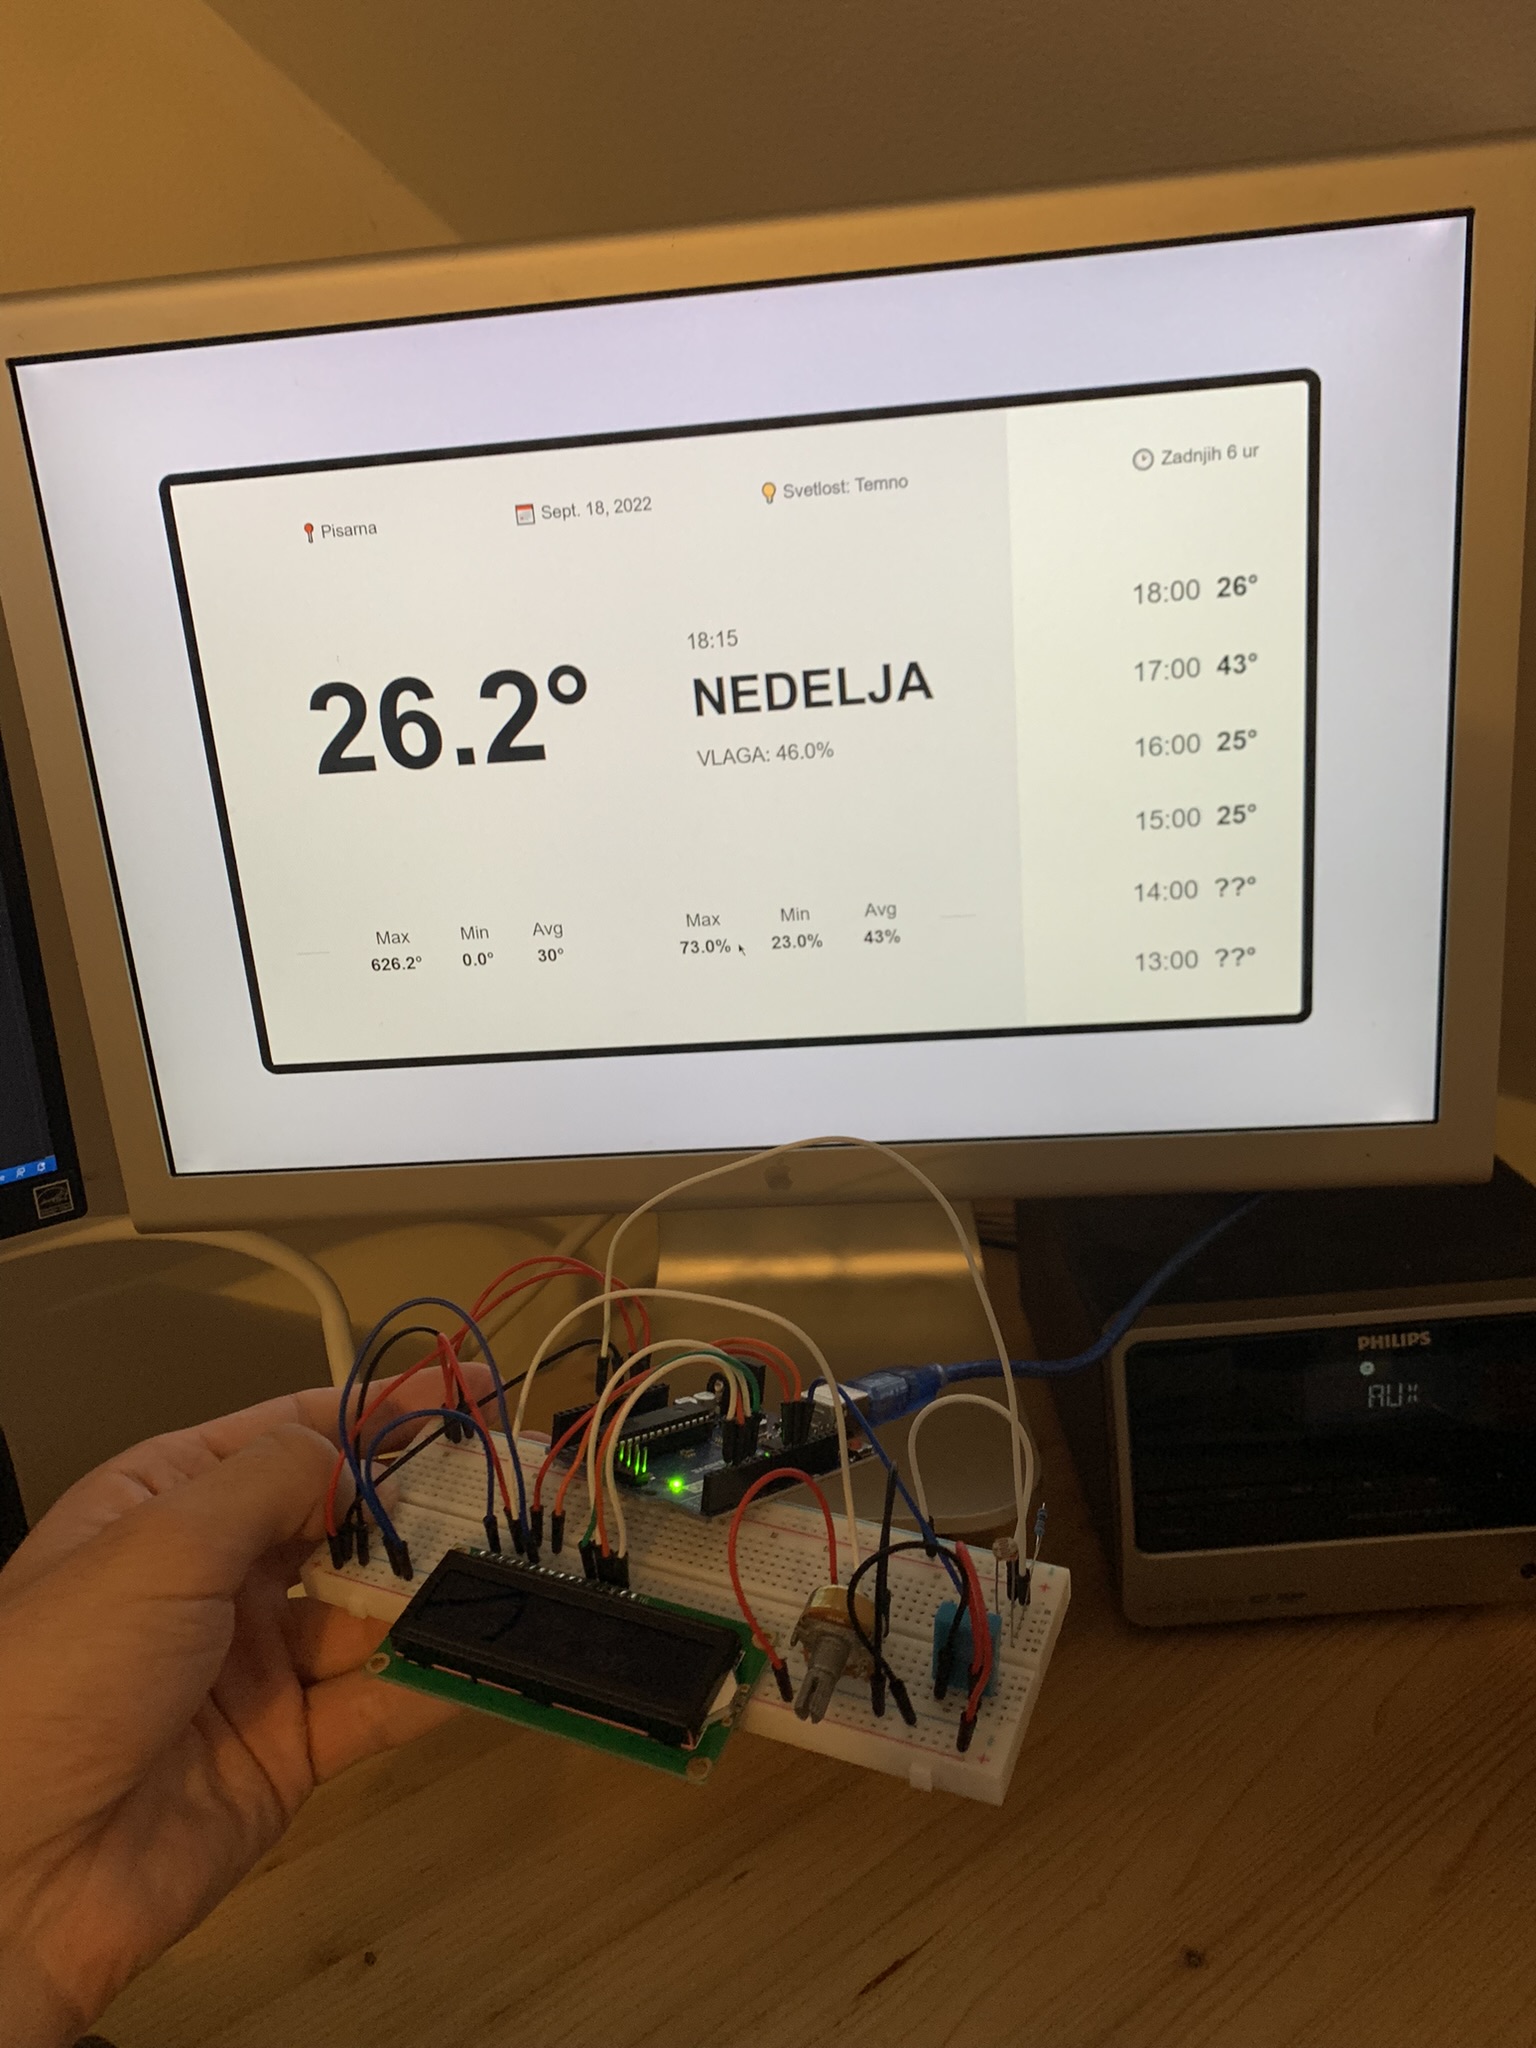 Pisarna
Sept. 18, 2022
Svetlost: Temno
Zadnjih 6 ur
26.2°
18:15
NEDELJA
VLAGA: 46.0%
18:00 26°
17:00 43°
16:00 25°
15:00 25°
14:00 ??°
13:00 ??°
Max Min Avg
626.2° 0.0° 30°
Max Min Avg
73.0% 23.0% 43%
PHILIPS
AUX
+
+